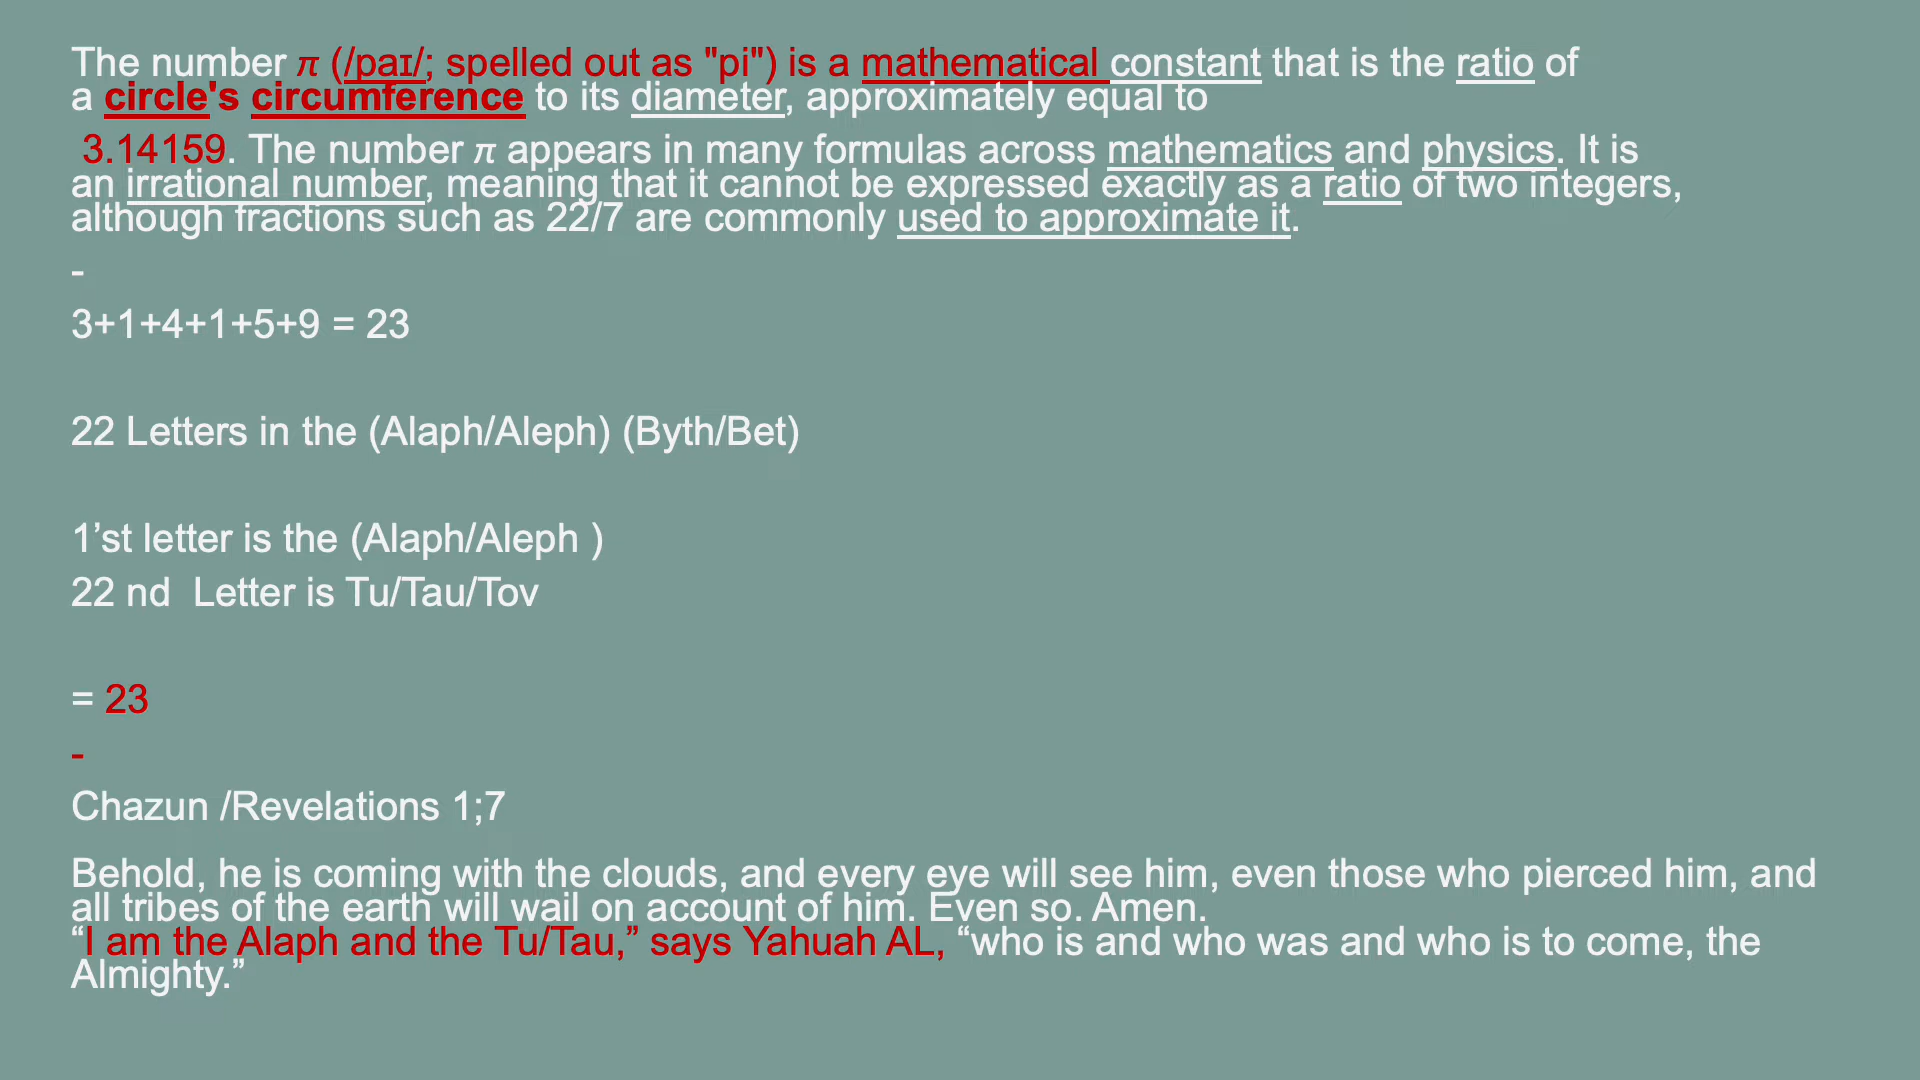 The number π (/paɪ/; spelled out as "pi") is a mathematical constant that is the ratio of
a circle's circumference to its diameter, approximately equal to
3.14159. The number π appears in many formulas across mathematics and physics. It is
an irrational number, meaning that it cannot be expressed exactly as a ratio of two integers,
although fractions such as 22/7 are commonly used to approximate it.
-
3+1+4+1+5+9 = 23
22 Letters in the (Alaph/Aleph) (Byth/Bet)
1’st letter is the (Alaph/Aleph )
22 nd  Letter is Tu/Tau/Tov
= 23
-
Chazun /Revelations 1;7
Behold, he is coming with the clouds, and every eye will see him, even those who pierced him, and
all tribes of the earth will wail on account of him. Even so. Amen.
“I am the Alaph and the Tu/Tau,” says Yahuah AL, “who is and who was and who is to come, the
Almighty.”